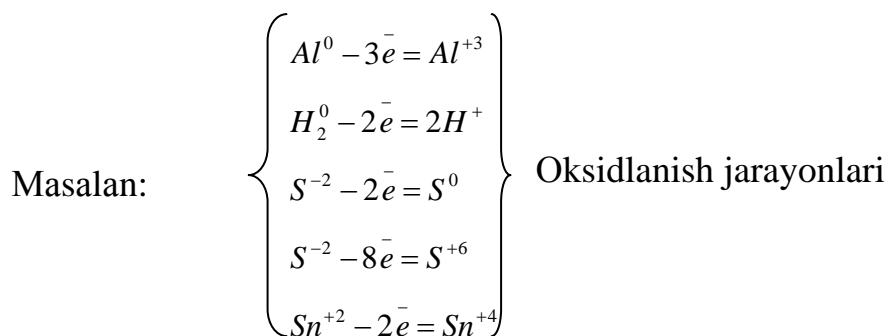 Al⁰ − 3e̅ = Al⁺³
H₂⁰ − 2e̅ = 2H⁺
Masalan: S⁻² − 2e̅ = S⁰ Oksidlanish jarayonlari
S⁻² − 8e̅ = S⁺⁶
Sn⁺² − 2e̅ = Sn⁺⁴